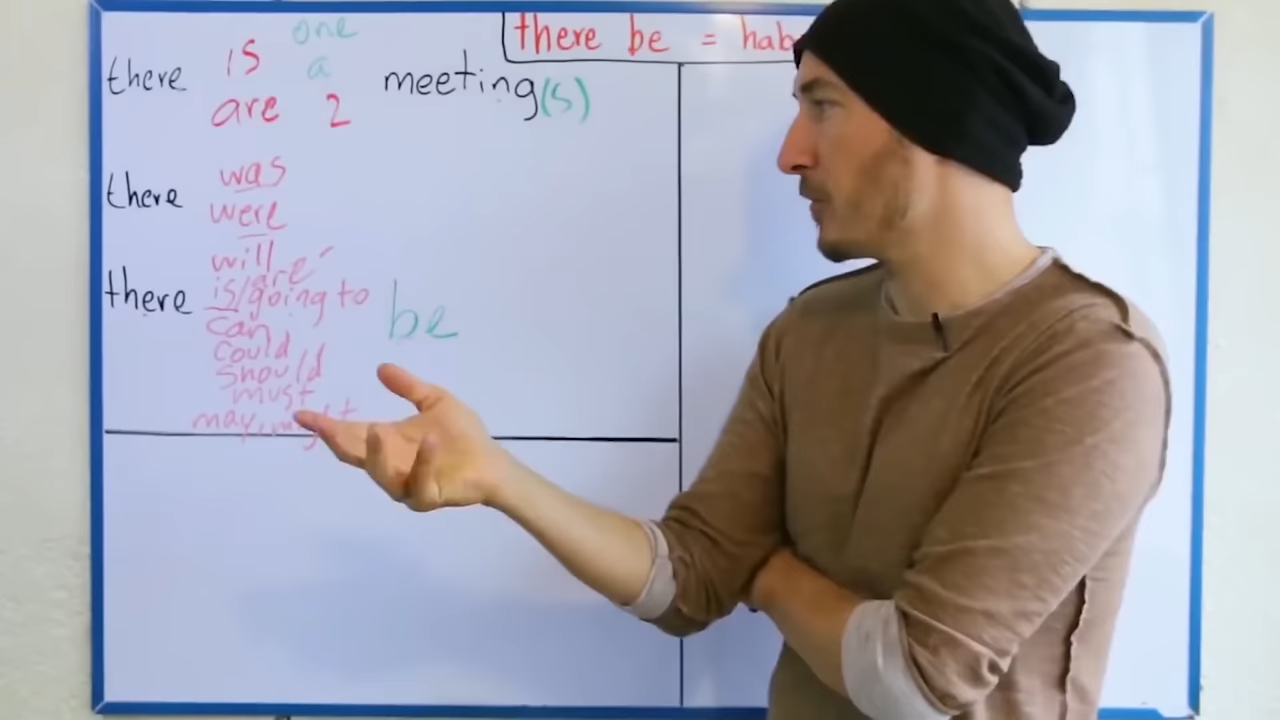 there be = hab
one
is a
there meeting(s)
are 2
was
there
were
will
are
there is/going to be
can
could
should
must
may,